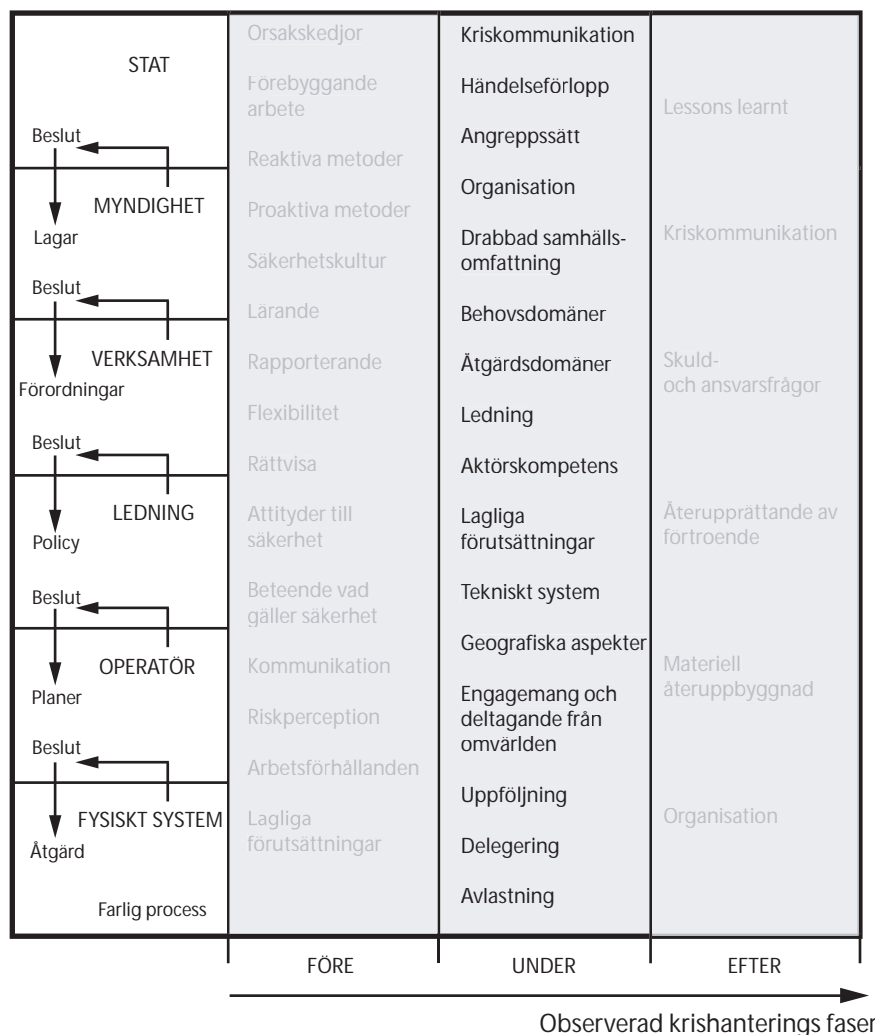 STAT
Beslut
MYNDIGHET
Lagar
Beslut
VERKSAMHET
Förordningar
Beslut
LEDNING
Policy
Beslut
OPERATÖR
Planer
Beslut
FYSISKT SYSTEM
Åtgärd
Farlig process
Orsakskedjor
Förebyggande
arbete
Reaktiva metoder
Proaktiva metoder
Säkerhetskultur
Lärande
Rapporterande
Flexibilitet
Rättvisa
Attityder till
säkerhet
Beteende vad
gäller säkerhet
Kommunikation
Riskperception
Arbetsförhållanden
Lagliga
förutsättningar
Kriskommunikation
Händelseförlopp
Angreppssätt
Organisation
Drabbad samhälls-
omfattning
Behovsdomäner
Åtgärdsdomäner
Ledning
Aktörskompetens
Lagliga
förutsättningar
Tekniskt system
Geografiska aspekter
Engagemang och
deltagande från
omvärlden
Uppföljning
Delegering
Avlastning
Lessons learnt
Kriskommunikation
Skuld-
och ansvarsfrågor
Återupprättande av
förtroende
Materiell
återuppbyggnad
Organisation
FÖRE
UNDER
EFTER
Observerad krishanterings faser